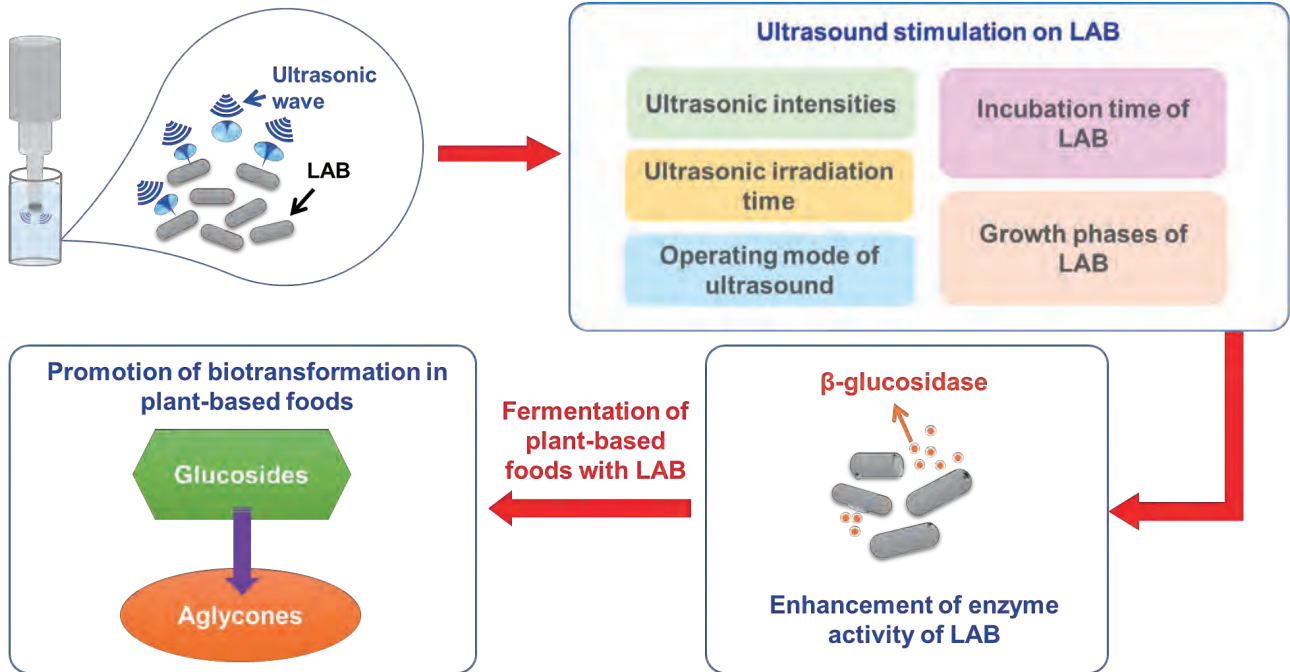 Ultrasonic
wave
LAB
Ultrasound stimulation on LAB
Ultrasonic intensities
Ultrasonic irradiation
time
Operating mode of
ultrasound
Incubation time of
LAB
Growth phases of
LAB
β-glucosidase
Enhancement of enzyme
activity of LAB
Fermentation of
plant-based
foods with LAB
Promotion of biotransformation in
plant-based foods
Glucosides
Aglycones